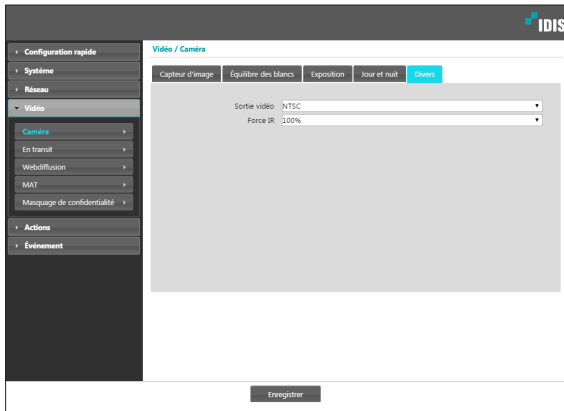 IDIS
Configuration rapide
Système
Réseau
Vidéo
Caméra
En transit
Webdiffusion
MAT
Masquage de confidentialité
Actions
Événement
Vidéo / Caméra
Capteur d'image
Équilibre des blancs
Exposition
Jour et nuit
Divers
Sortie vidéo NTSC
Force IR 100%
Enregistrer